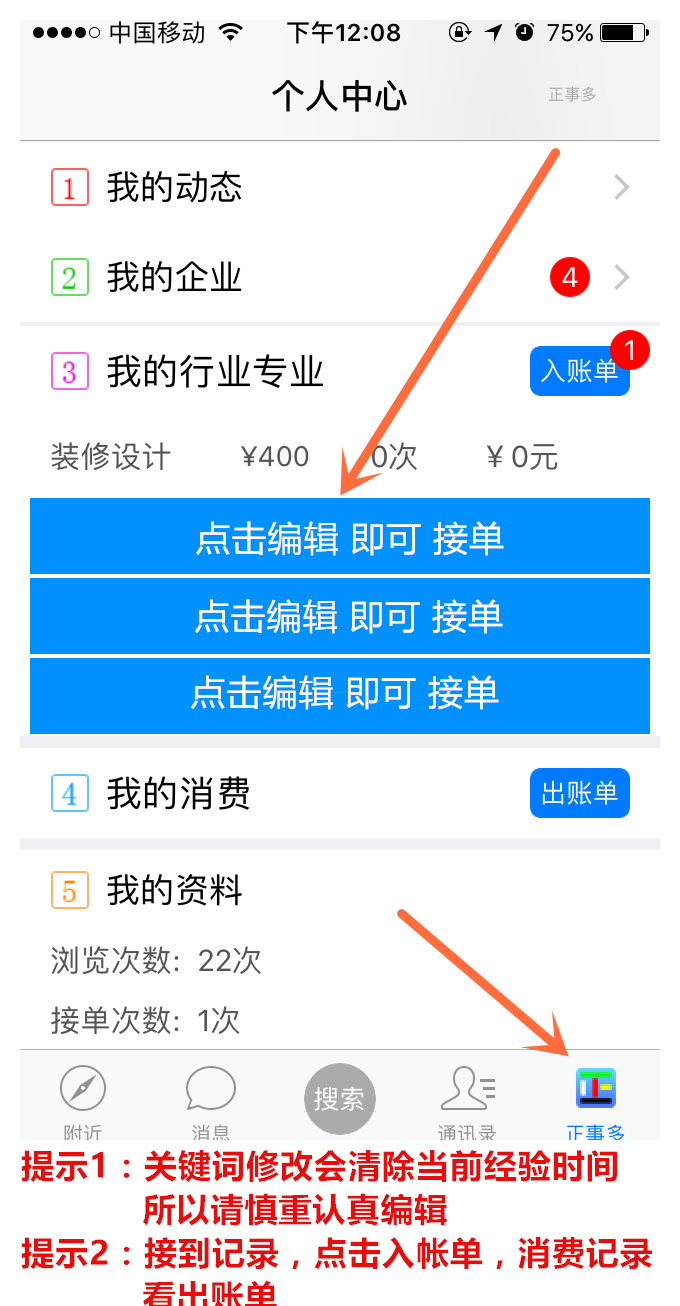 中国移动 下午12:08 75%
个人中心 正事多
1 我的动态
2 我的企业 4
3 我的行业专业 入账单 1
装修设计 ¥400 0次 ¥0元
点击编辑 即可 接单
点击编辑 即可 接单
点击编辑 即可 接单
4 我的消费 出账单
5 我的资料
浏览次数: 22次
接单次数: 1次
附近 消息 搜索 通讯录 正事多
提示1：关键词修改会清除当前经验时间
所以请慎重认真编辑
提示2：接到记录，点击入帐单，消费记录
看出账单